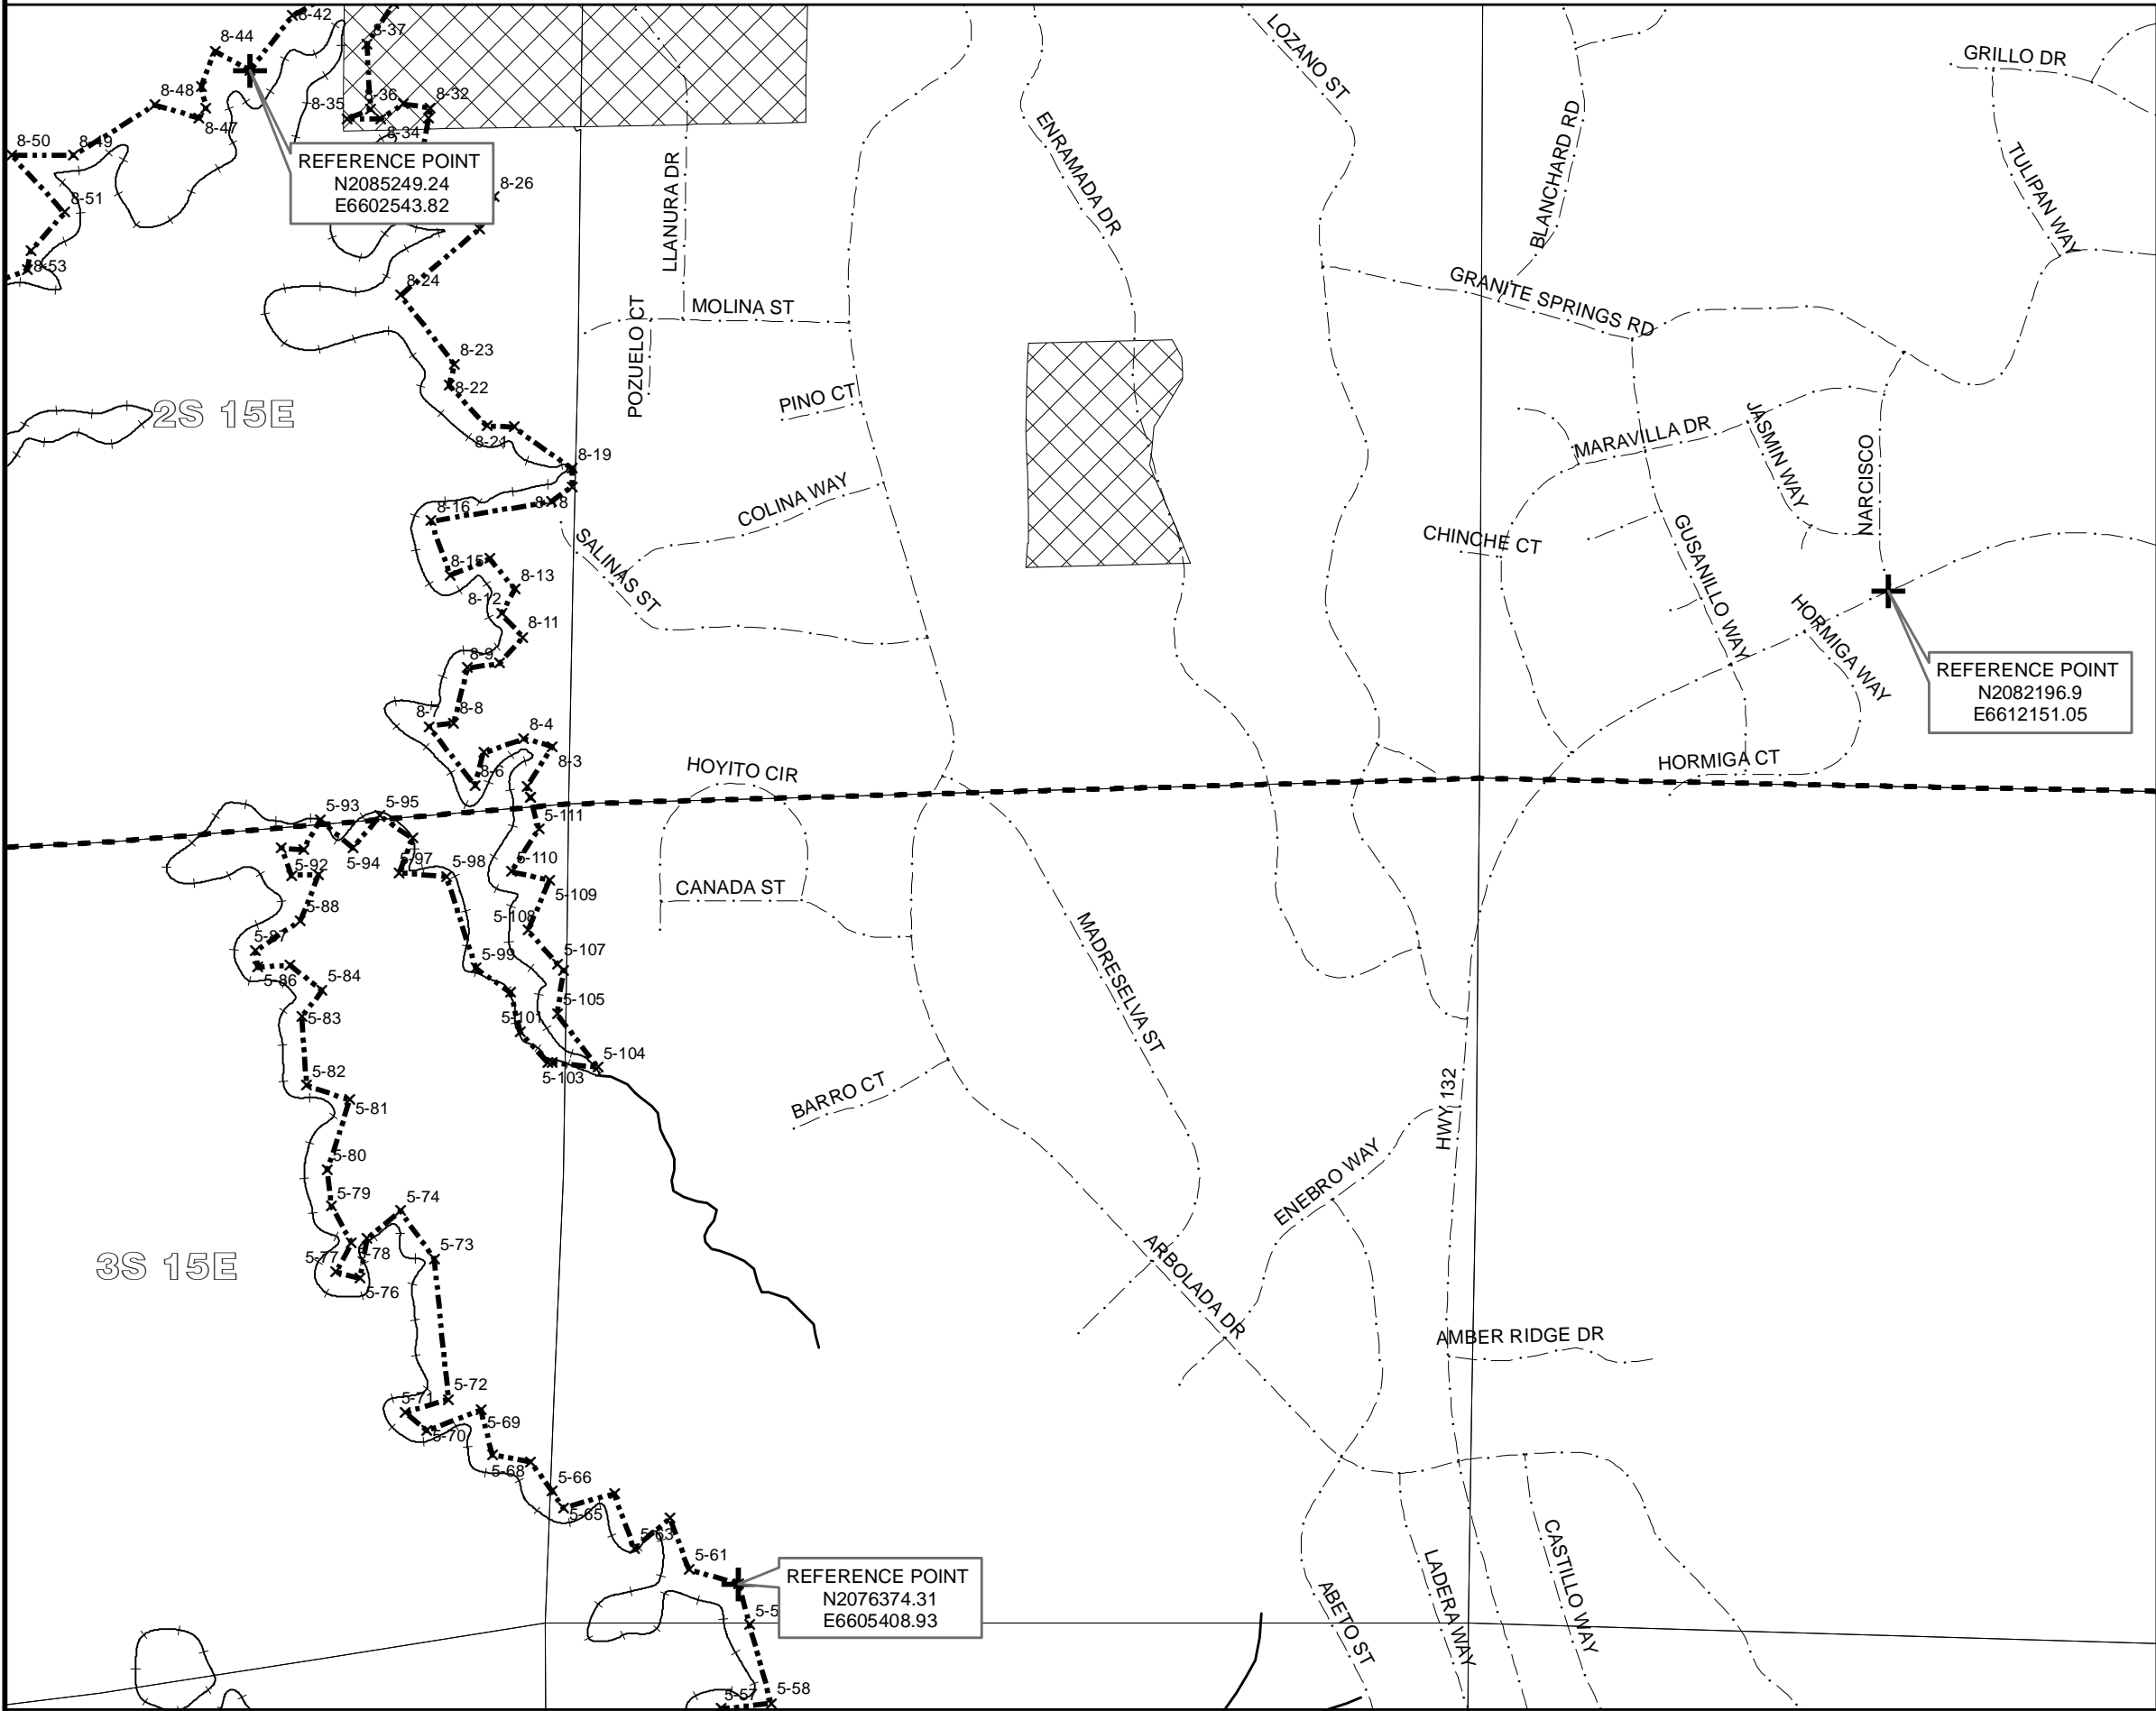 8-42
8-37
8-44
LOZANO ST
GRILLO DR
8-48
8-35
8-32
8-47
8-34
BLANCHARD RD
ENRAMADA DR
8-50
8-49
TULIPAN WAY
REFERENCE POINT
N2085249.24
E6602543.82
LLANURA DR
8-26
8-51
8-53
8-24
GRANITE SPRINGS RD
MOLINA ST
POZUELO CT
8-23
8-22
PINO CT
2S 15E
JASMIN WAY
MARAVILLA DR
NARCISCO
8-21
8-19
COLINA WAY
8-16
8-18
SALINAS ST
CHINCHE CT
GUSANILLO WAY
8-15
8-13
8-12
8-11
HORMIGA WAY
8-9
REFERENCE POINT
N2082196.9
E6612151.05
8-7
8-8
8-4
8-3
8-6
HOYITO CIR
HORMIGA CT
5-93
5-95
5-111
5-92
5-94
5-97
5-98
5-110
5-109
CANADA ST
5-88
5-108
5-87
5-107
MADRESELVA ST
5-99
5-86
5-84
5-105
5-83
5-101
5-104
5-103
5-82
5-81
BARRO CT
HWY 132
5-80
ENEBRO WAY
5-79
5-74
5-73
5-77
5-78
5-76
3S 15E
ARBOLADA DR
AMBER RIDGE DR
5-72
5-71
5-69
5-70
5-68
5-66
5-65
5-63
5-61
REFERENCE POINT
N2076374.31
E6605408.93
CASTILLO WAY
LADERA WAY
ABETO ST
5-58
5-57